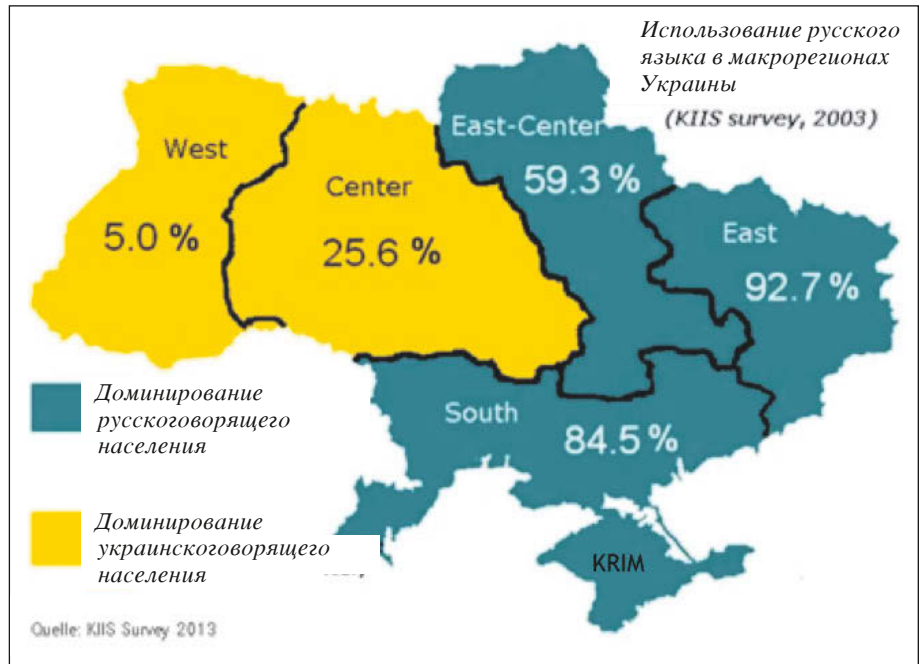 Использование русского
языка в макрорегионах
Украины
(KIIS survey, 2003)
East-Center
59.3 %
West
5.0 %
Center
25.6 %
East
92.7 %
South
84.5 %
KRIM
Доминирование
русскоговорящего
населения
Доминирование
украинскоговорящего
населения
Quelle: KIIS Survey 2013